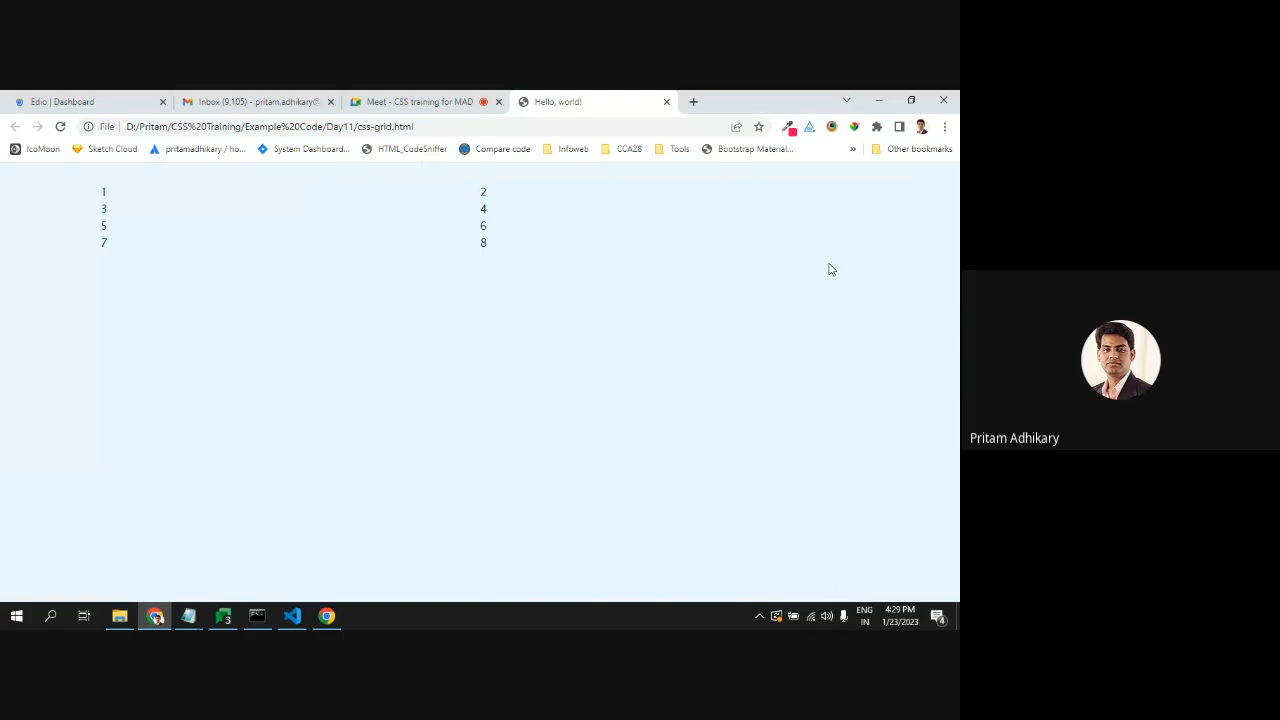 Edio | Dashboard
Inbox (9,105) - pritam.adhikary@
Meet - CSS training for MAD
Hello, world!
File
D:/Pritam/CSS%20Training/Example%20Code/Day11/css-grid.html
IcoMoon
Sketch Cloud
pritamadhikary / ho...
System Dashboard...
HTML_CodeSniffer
Compare code
Infoweb
CCA28
Tools
Bootstrap Material...
»
Other bookmarks
1 2
3 4
5 6
7 8
Pritam Adhikary
3
ENG
IN
4:29 PM
1/23/2023
4